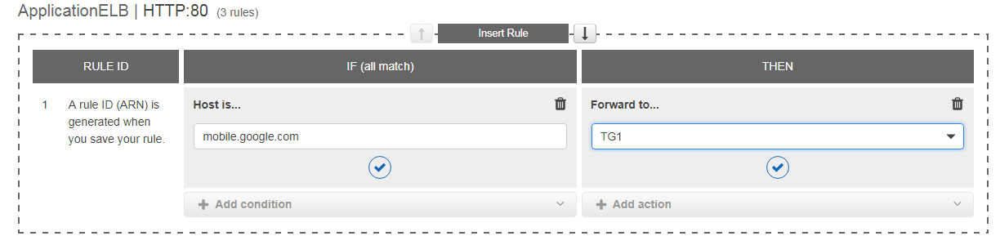 ApplicationELB | HTTP:80 (3 rules)
Insert Rule
RULE ID IF (all match) THEN
1 A rule ID (ARN) is
generated when
you save your rule.
Host is... Forward to...
mobile.google.com TG1
Add condition Add action